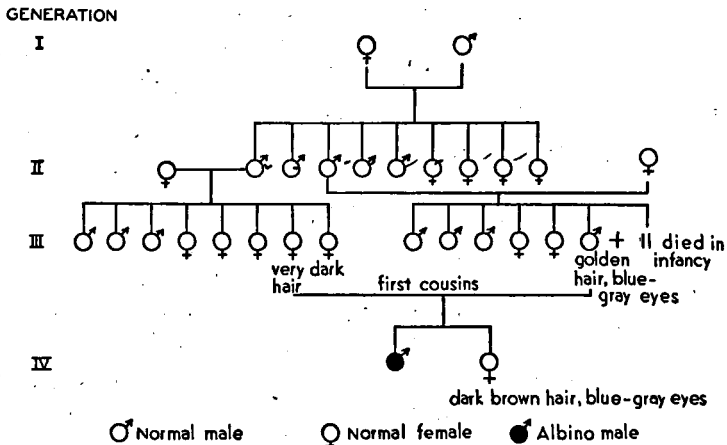 GENERATION
I
II
III
very dark
hair
+ 11 died in
infancy
golden
hair, blue-
gray eyes
first cousins
IV
dark brown hair, blue-gray eyes
Normal male Normal female Albino male